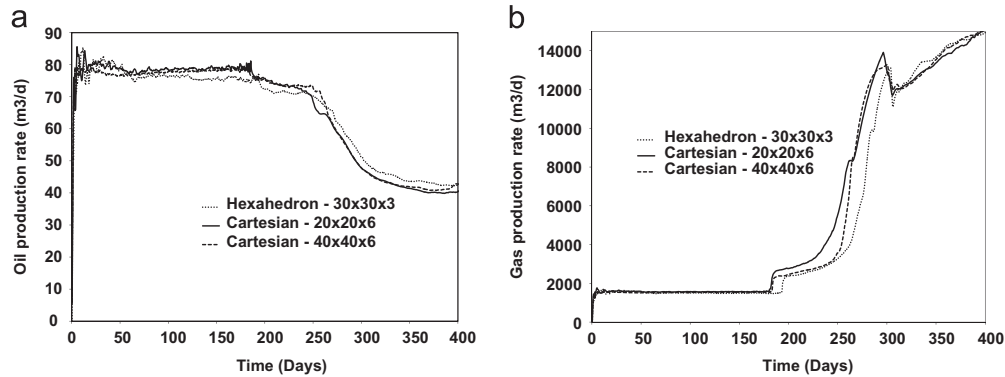 a
90
80
70
60
50
40
30
20
10
0
Oil production rate (m3/d)
Hexahedron - 30x30x3
Cartesian - 20x20x6
Cartesian - 40x40x6
0 50 100 150 200 250 300 350 400
Time (Days)
b
14000
12000
10000
8000
6000
4000
2000
0
Gas production rate (m3/d)
Hexahedron - 30x30x3
Cartesian - 20x20x6
Cartesian - 40x40x6
0 50 100 150 200 250 300 350 400
Time (Days)